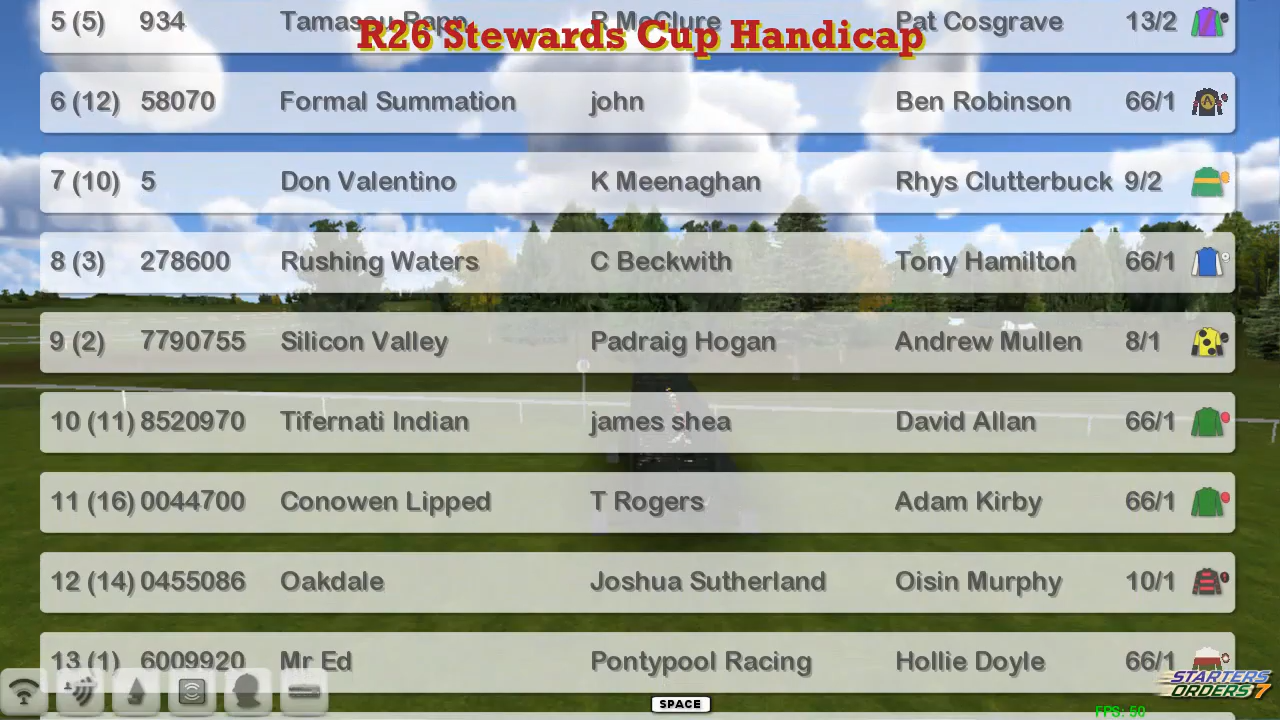 5 (5) 934 Tamasou Rapp R McClure Pat Cosgrave 13/2
R26 Stewards Cup Handicap
6 (12) 58070 Formal Summation john Ben Robinson 66/1
7 (10) 5 Don Valentino K Meenaghan Rhys Clutterbuck 9/2
8 (3) 278600 Rushing Waters C Beckwith Tony Hamilton 66/1
9 (2) 7790755 Silicon Valley Padraig Hogan Andrew Mullen 8/1
10 (11) 8520970 Tifernati Indian james shea David Allan 66/1
11 (16) 0044700 Conowen Lipped T Rogers Adam Kirby 66/1
12 (14) 0455086 Oakdale Joshua Sutherland Oisin Murphy 10/1
13 (1) 6009920 Mr Ed Pontypool Racing Hollie Doyle 66/1
STARTERS
ORDERS 7
SPACE
FPS: 50